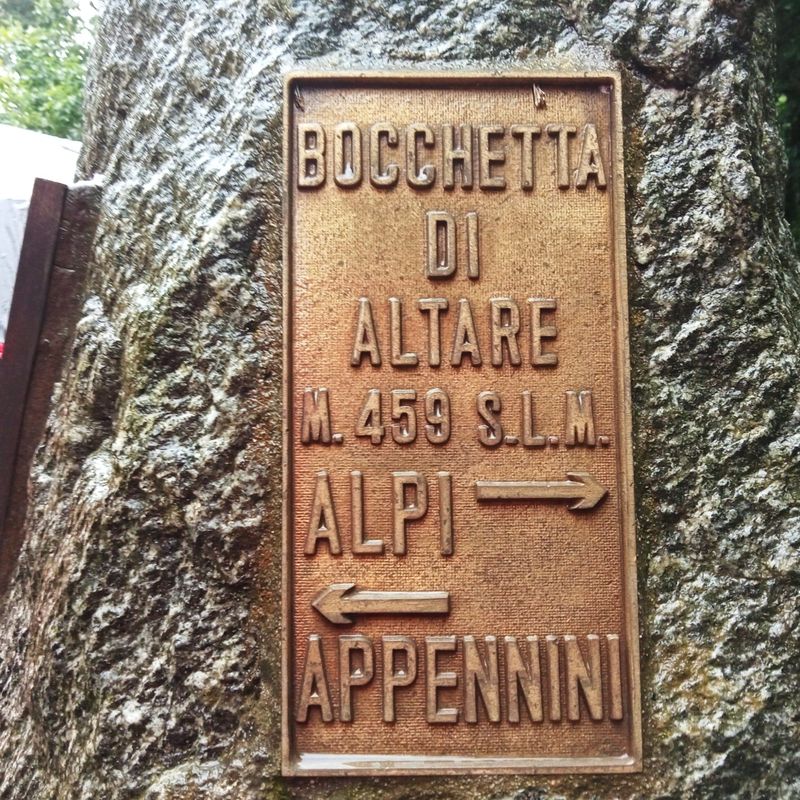 BOCCHETTA
DI
ALTARE
M. 459 S.L.M.
ALPI →
←
APPENNINI